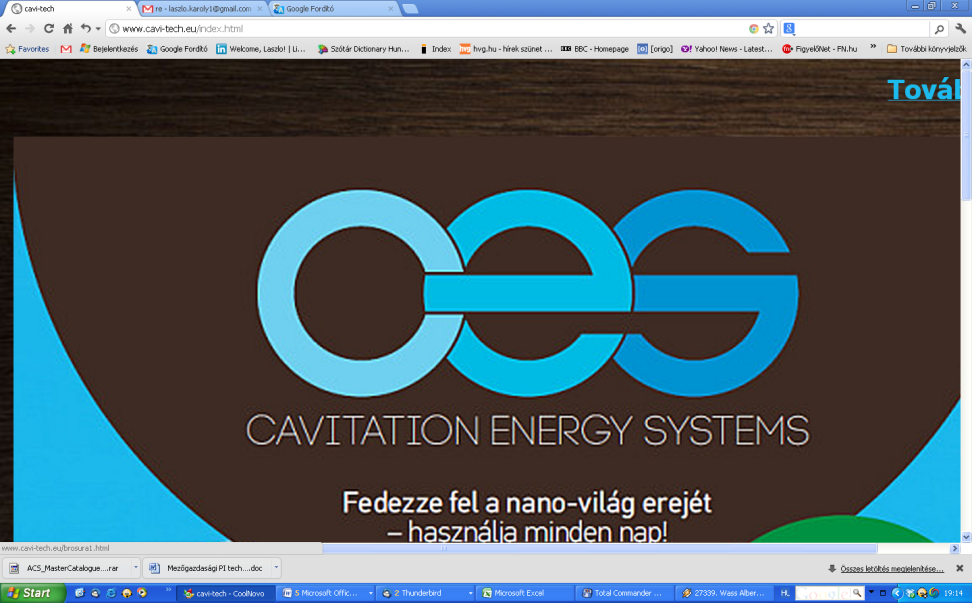 cavi-tech
re - laszlo.karoly1@gmail.com
Google Fordító
www.cavi-tech.eu/index.html
Favorites
Bejelentkezés
Google Fordító
Welcome, Laszlo! | Li...
Szótár Dictionary Hun...
Index
hvg.hu - hírek szünet ...
BBC - Homepage
[origo]
Yahoo! News - Latest...
FigyelőNet - FN.hu
»
További könyvjelzők
Továl
ces
CAVITATION ENERGY SYSTEMS
Fedezze fel a nano-világ erejét
– használja minden nap!
www.cavi-tech.eu/brosura1.html
ACS_MasterCatalogue....rar
Mezőgazdasági PI tech....doc
Összes letöltés megjelenítése...
Start
»
cavi-tech - CoolNovo
5 Microsoft Offic...
2 Thunderbird
Microsoft Excel
Total Commander ...
27339. Wass Alber...
HL
19:14